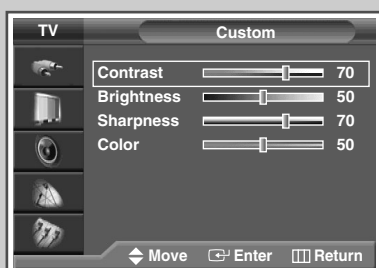 TV Custom
Contrast 70
Brightness 50
Sharpness 70
Color 50
Move Enter Return